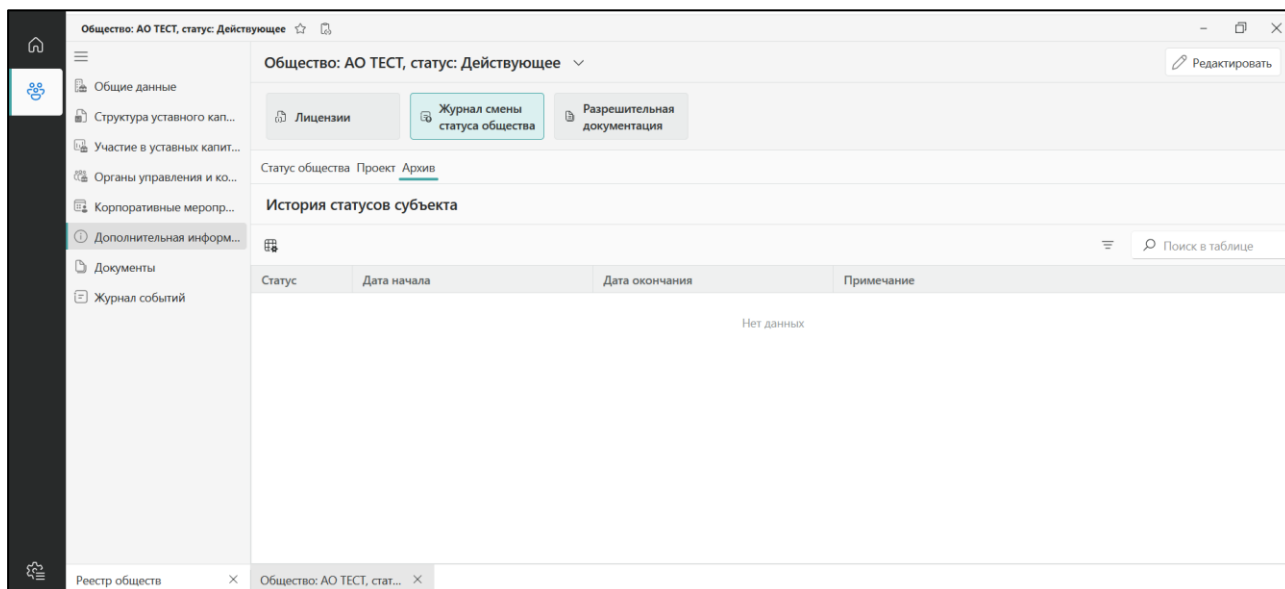 Общество: АО ТЕСТ, статус: Действующее
Общие данные
Структура уставного кап...
Участие в уставных капит...
Органы управления и ко...
Корпоративные меропр...
Дополнительная информ...
Документы
Журнал событий
Общество: АО ТЕСТ, статус: Действующее
Редактировать
Лицензии
Журнал смены
статуса общества
Разрешительная
документация
Статус общества Проект Архив
История статусов субъекта
Поиск в таблице
Статус Дата начала Дата окончания Примечание
Нет данных
Реестр обществ
Общество: АО ТЕСТ, стат...